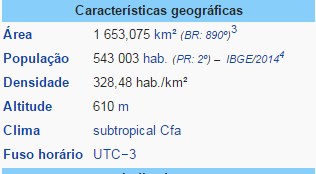 Características geográficas
Área 1 653,075 km² (BR: 890º)³
População 543 003 hab. (PR: 2º) – IBGE/2014⁴
Densidade 328,48 hab./km²
Altitude 610 m
Clima subtropical Cfa
Fuso horário UTC−3